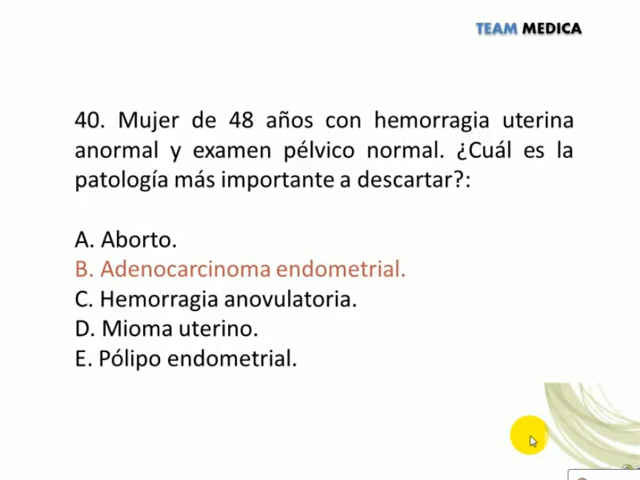 TEAM MEDICA
40. Mujer de 48 años con hemorragia uterina
anormal y examen pélvico normal. ¿Cuál es la
patología más importante a descartar?:
A. Aborto.
B. Adenocarcinoma endometrial.
C. Hemorragia anovulatoria.
D. Mioma uterino.
E. Pólipo endometrial.